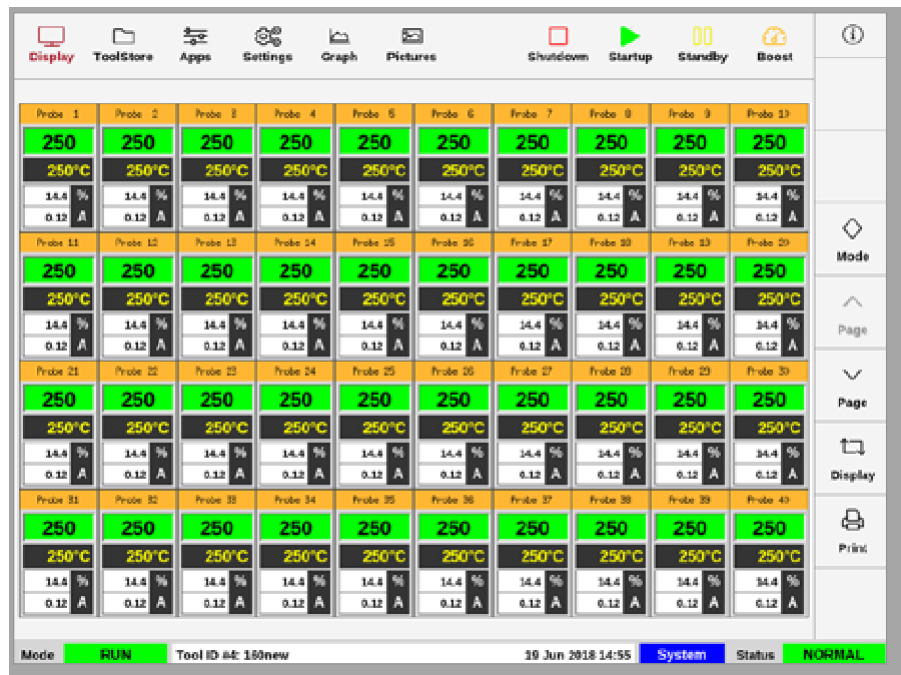 Display ToolStore Apps Settings Graph Pictures Shutdown Startup Standby Boost
Probe 1 Probe 2 Probe 3 Probe 4 Probe 5 Probe 6 Probe 7 Probe 8 Probe 9 Probe 10
250 250 250 250 250 250 250 250 250 250
250°C 250°C 250°C 250°C 250°C 250°C 250°C 250°C 250°C 250°C
14.4 % 14.4 % 14.4 % 14.4 % 14.4 % 14.4 % 14.4 % 14.4 % 14.4 % 14.4 %
0.12 A 0.12 A 0.12 A 0.12 A 0.12 A 0.12 A 0.12 A 0.12 A 0.12 A 0.12 A
Probe 11 Probe 12 Probe 13 Probe 14 Probe 15 Probe 16 Probe 17 Probe 18 Probe 19 Probe 20
250 250 250 250 250 250 250 250 250 250
250°C 250°C 250°C 250°C 250°C 250°C 250°C 250°C 250°C 250°C
14.4 % 14.4 % 14.4 % 14.4 % 14.4 % 14.4 % 14.4 % 14.4 % 14.4 % 14.4 %
0.12 A 0.12 A 0.12 A 0.12 A 0.12 A 0.12 A 0.12 A 0.12 A 0.12 A 0.12 A
Probe 21 Probe 22 Probe 23 Probe 24 Probe 25 Probe 26 Probe 27 Probe 28 Probe 29 Probe 30
250 250 250 250 250 250 250 250 250 250
250°C 250°C 250°C 250°C 250°C 250°C 250°C 250°C 250°C 250°C
14.4 % 14.4 % 14.4 % 14.4 % 14.4 % 14.4 % 14.4 % 14.4 % 14.4 % 14.4 %
0.12 A 0.12 A 0.12 A 0.12 A 0.12 A 0.12 A 0.12 A 0.12 A 0.12 A 0.12 A
Probe 31 Probe 32 Probe 33 Probe 34 Probe 35 Probe 36 Probe 37 Probe 38 Probe 39 Probe 40
250 250 250 250 250 250 250 250 250 250
250°C 250°C 250°C 250°C 250°C 250°C 250°C 250°C 250°C 250°C
14.4 % 14.4 % 14.4 % 14.4 % 14.4 % 14.4 % 14.4 % 14.4 % 14.4 % 14.4 %
0.12 A 0.12 A 0.12 A 0.12 A 0.12 A 0.12 A 0.12 A 0.12 A 0.12 A 0.12 A
Mode
Page
Page
Display
Print
Mode RUN Tool ID #4: 160new 19 Jun 2018 14:55 System Status NORMAL